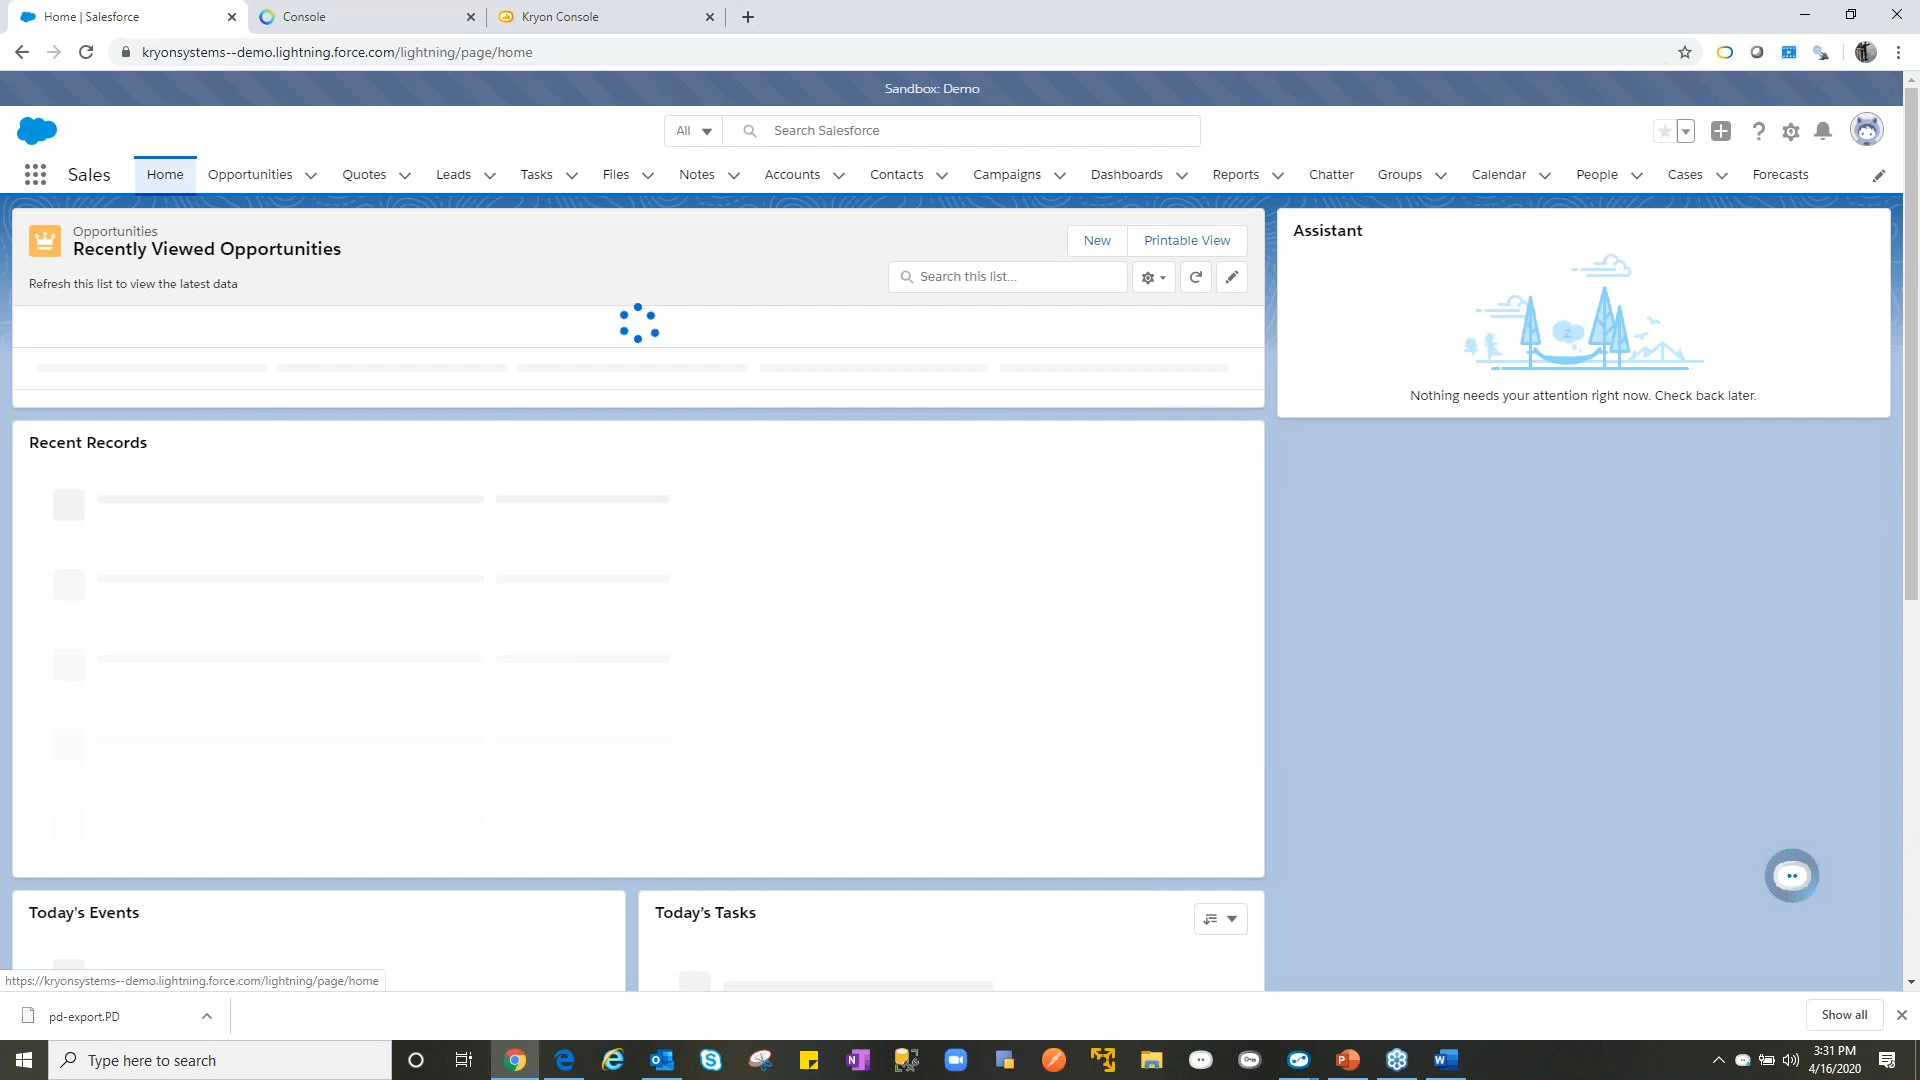 Home | Salesforce
Console
Kryon Console
kryonsystems--demo.lightning.force.com/lightning/page/home
Sandbox: Demo
All
Search Salesforce
Sales
Home
Opportunities
Quotes
Leads
Tasks
Files
Notes
Accounts
Contacts
Campaigns
Dashboards
Reports
Chatter
Groups
Calendar
People
Cases
Forecasts
Opportunities
Recently Viewed Opportunities
New
Printable View
Refresh this list to view the latest data
Search this list...
Assistant
Nothing needs your attention right now. Check back later.
Recent Records
Today's Events
Today's Tasks
https://kryonsystems--demo.lightning.force.com/lightning/page/home
pd-export.PD
Show all
Type here to search
3:31 PM
4/16/2020